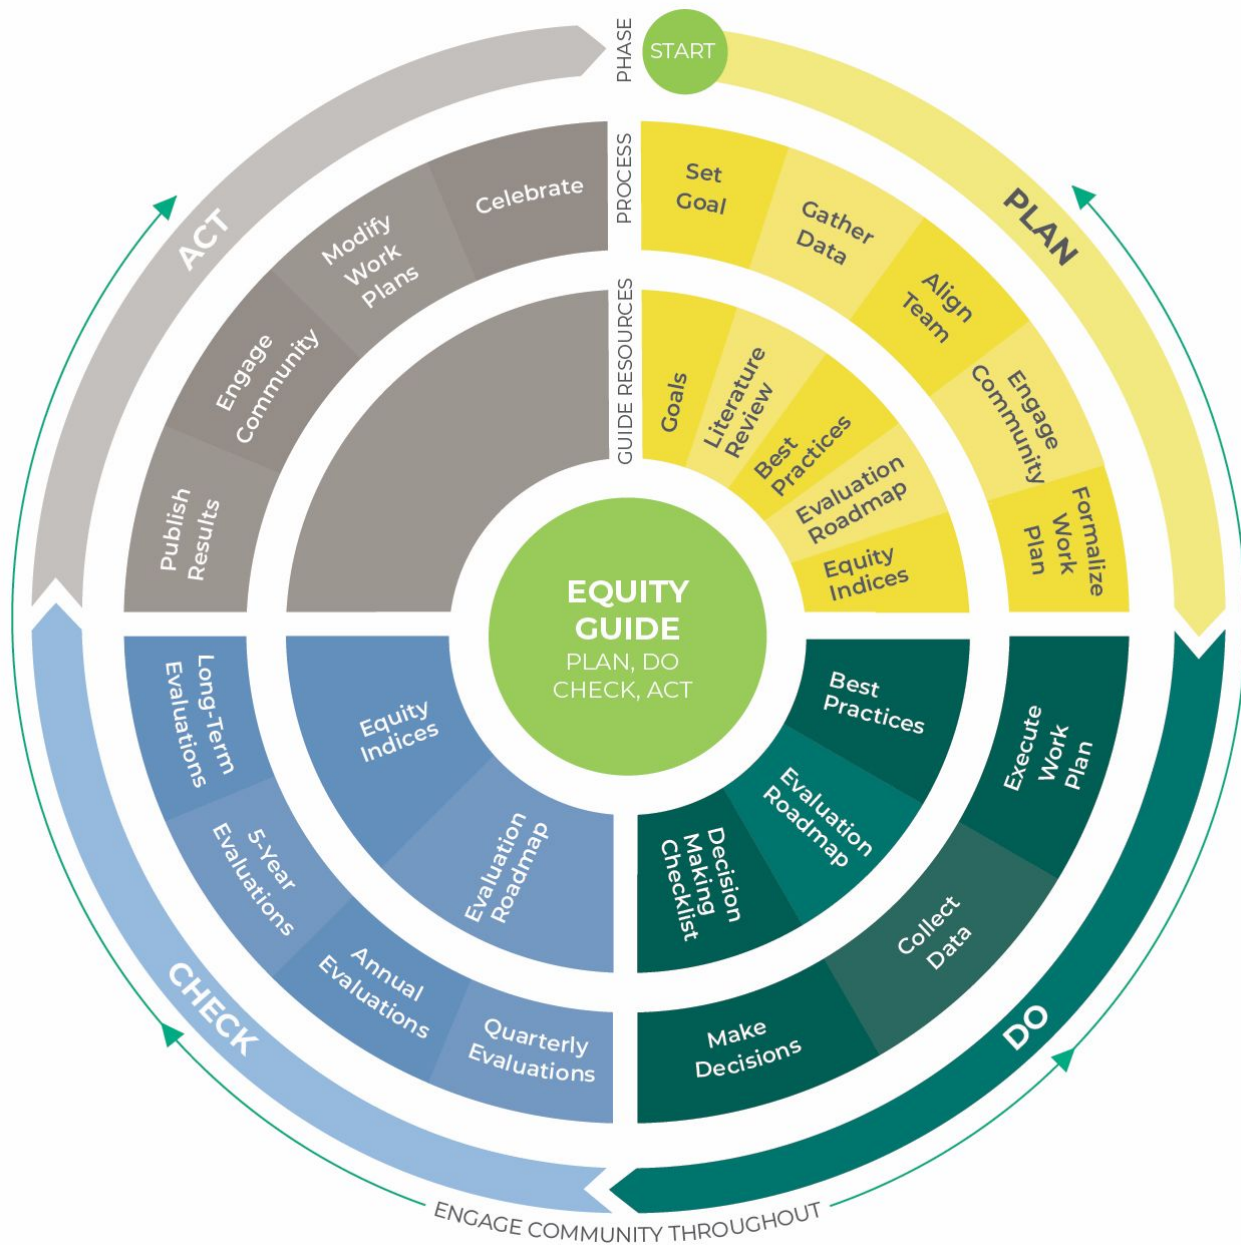 PHASE
START
PROCESS
GUIDE RESOURCES
PLAN
Set
Goal
Gather
Data
Align
Team
Engage
Community
Formalize
Work
Plan
Goals
Literature
Review
Best
Practices
Evaluation
Roadmap
Equity
Indices
DO
Execute
Work
Plan
Collect
Data
Make
Decisions
Best
Practices
Evaluation
Roadmap
Decision
Making
Checklist
CHECK
Quarterly
Evaluations
Annual
Evaluations
5-Year
Evaluations
Long-Term
Evaluations
Evaluation
Roadmap
Equity
Indices
ACT
Publish
Results
Engage
Community
Modify
Work
Plans
Celebrate
EQUITY
GUIDE
PLAN, DO
CHECK, ACT
ENGAGE COMMUNITY THROUGHOUT